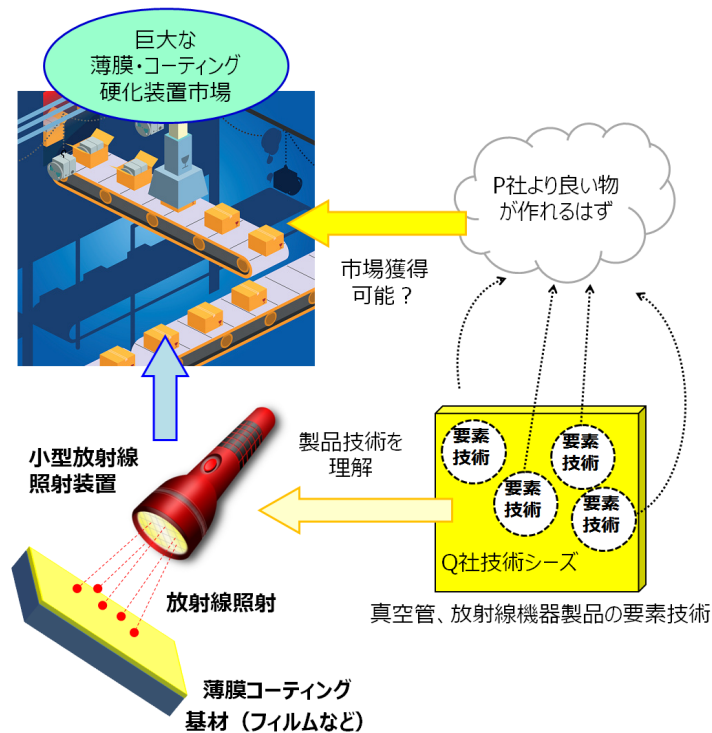 巨大な
薄膜・コーティング
硬化装置市場
P社より良い物
が作れるはず
市場獲得
可能？
小型放射線
照射装置
製品技術を
理解
要素
技術
要素
技術
要素
技術
要素
技術
Q社技術シーズ
真空管、放射線機器製品の要素技術
放射線照射
薄膜コーティング
基材（フィルムなど）